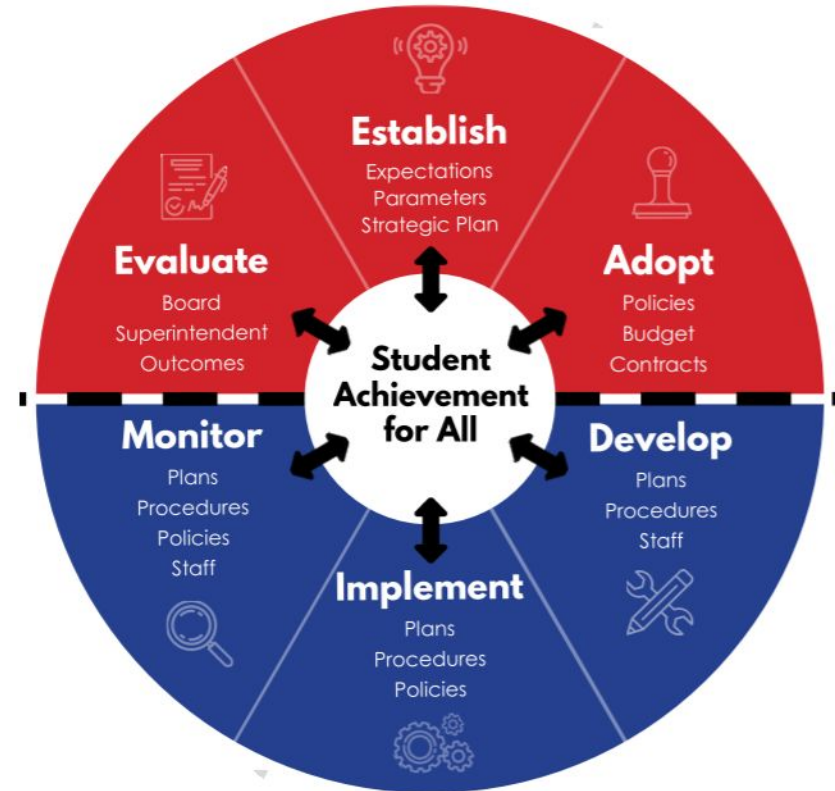 Establish
Expectations
Parameters
Strategic Plan
Adopt
Policies
Budget
Contracts
Develop
Plans
Procedures
Staff
Implement
Plans
Procedures
Policies
Monitor
Plans
Procedures
Policies
Staff
Evaluate
Board
Superintendent
Outcomes
Student
Achievement
for All